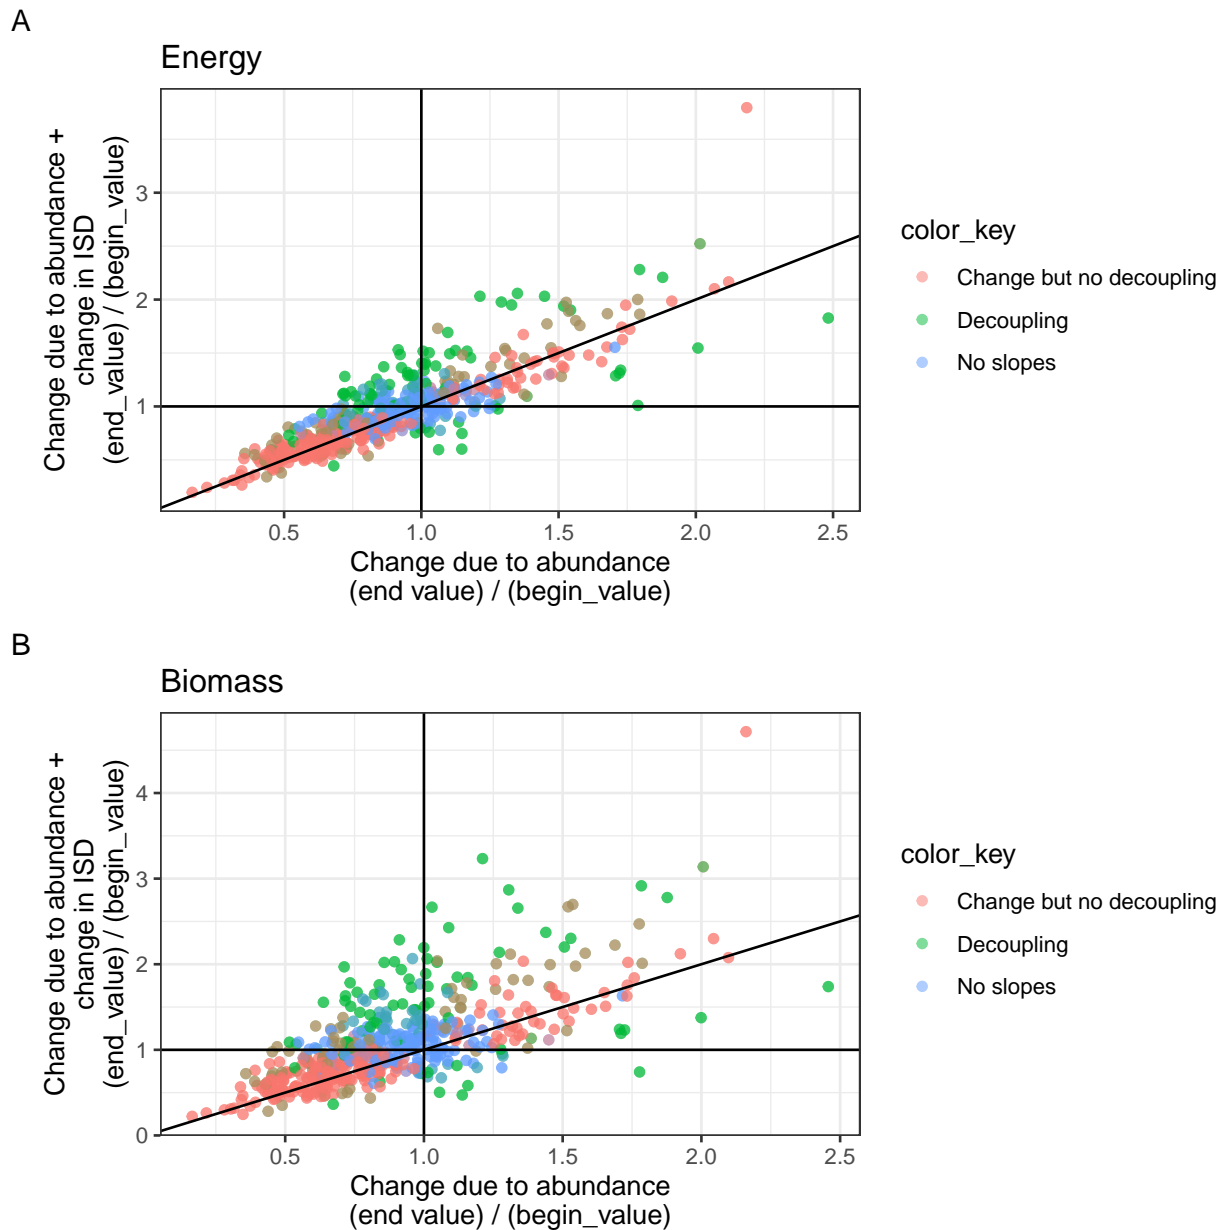 A
Energy
Change due to abundance +
change in ISD
(end_value) / (begin_value)
3
2
1
0.5 1.0 1.5 2.0 2.5
Change due to abundance
(end value) / (begin_value)
color_key
Change but no decoupling
Decoupling
No slopes
B
Biomass
Change due to abundance +
change in ISD
(end_value) / (begin_value)
4
3
2
1
0
0.5 1.0 1.5 2.0 2.5
Change due to abundance
(end value) / (begin_value)
color_key
Change but no decoupling
Decoupling
No slopes